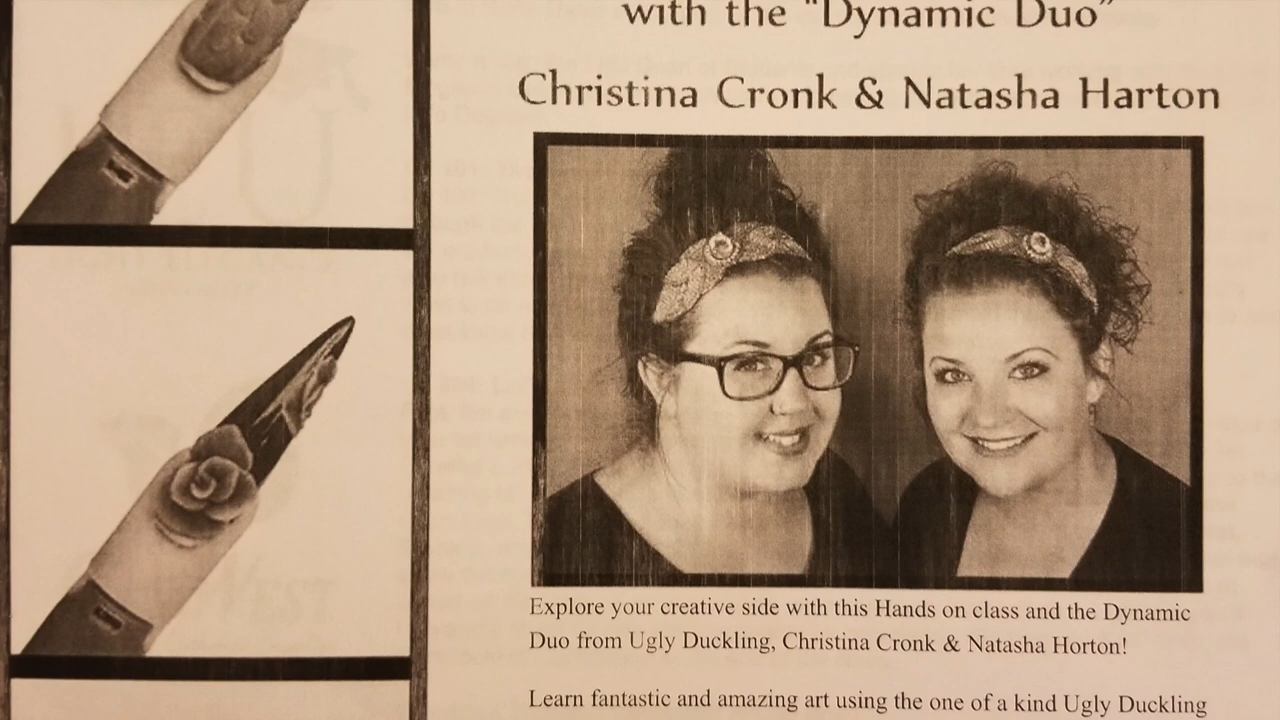 with the "Dynamic Duo"
Christina Cronk & Natasha Harton
Explore your creative side with this Hands on class and the Dynamic
Duo from Ugly Duckling, Christina Cronk & Natasha Horton!
Learn fantastic and amazing art using the one of a kind Ugly Duckling